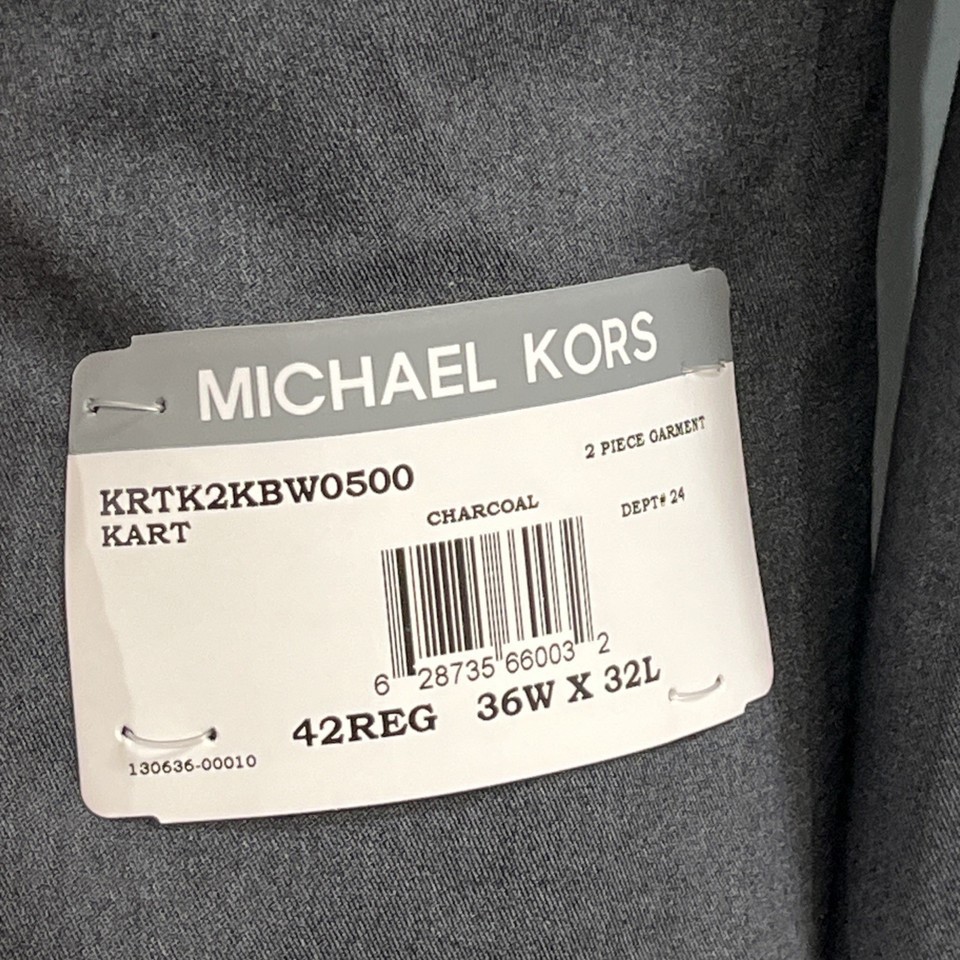 MICHAEL KORS
2 PIECE GARMENT
KRTK2KBW0500
KART
CHARCOAL
DEPT# 24
6 28735 66003 2
42REG 36W X 32L
130636-00010